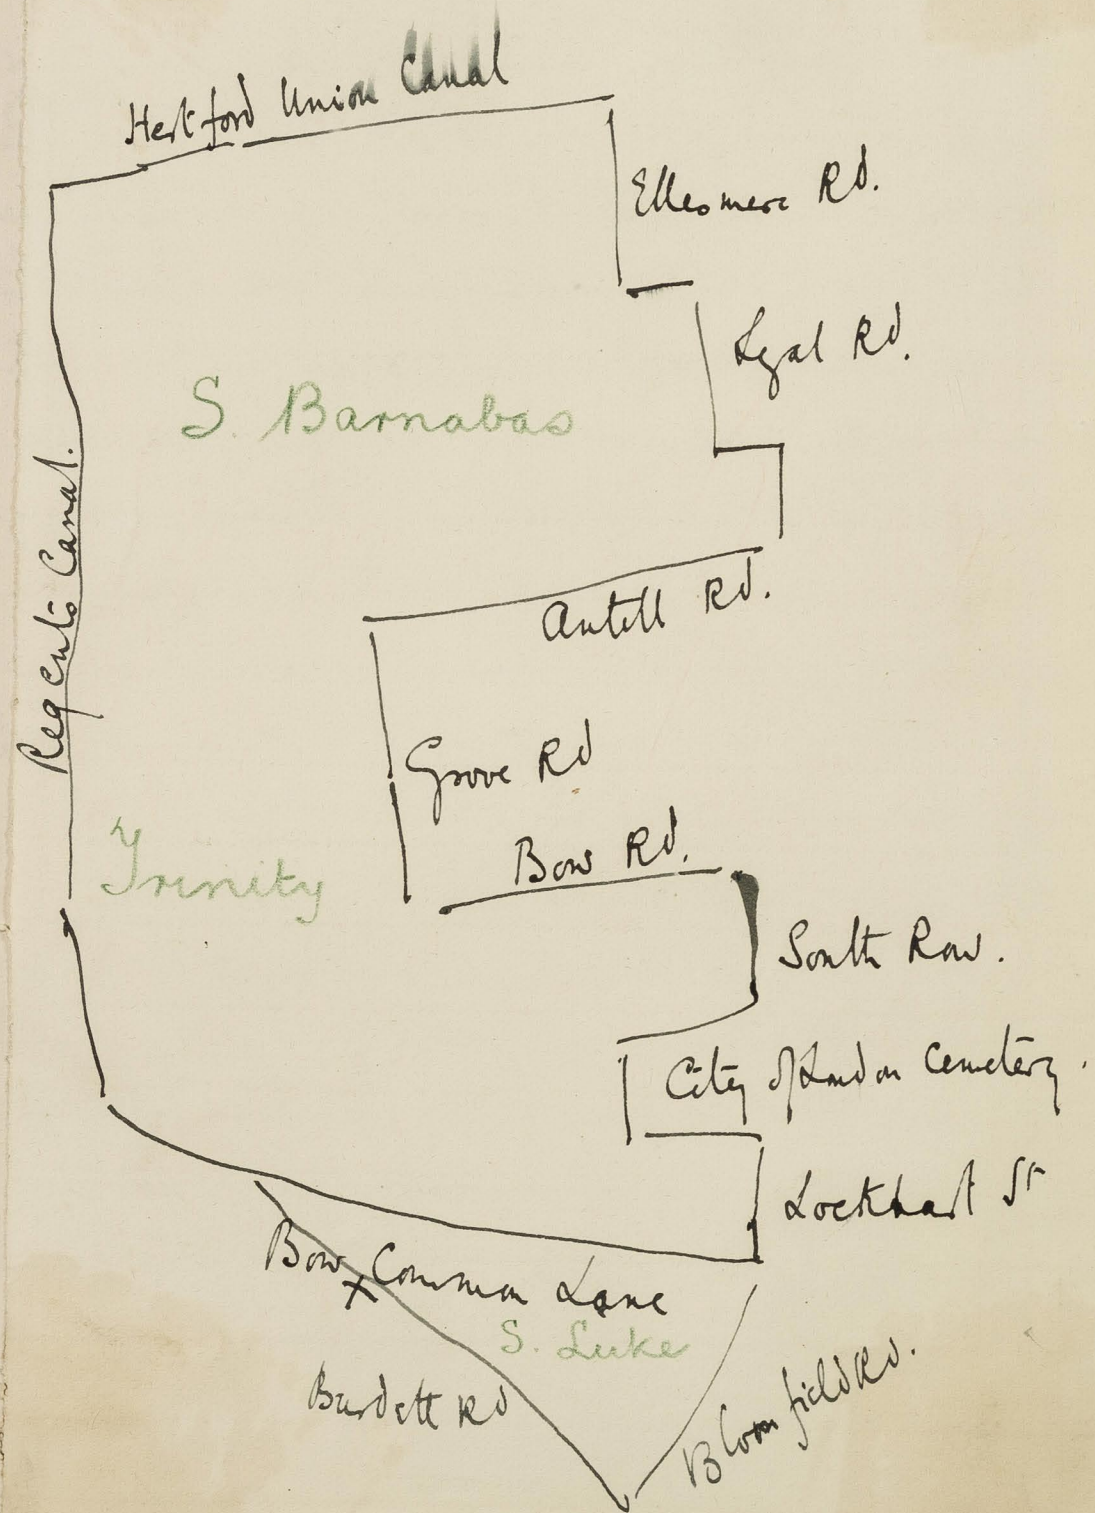 Hertford Union Canal
Ellesmere Rd.
Lyal Rd.
S. Barnabas
Regents Canal.
Antill Rd.
Grove Rd
Bow Rd.
Trinity
South Row.
City of London Cemetery.
Lockhart St
Bow Common Lane
x
S. Luke
Burdett Rd
Bloomfield Rd.